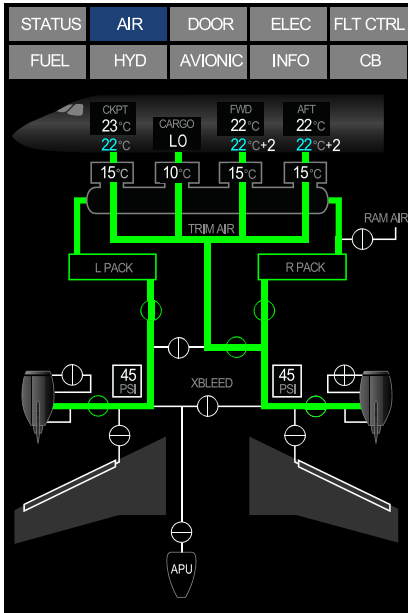 STATUS AIR DOOR ELEC FLT CTRL
FUEL HYD AVIONIC INFO CB
CKPT FWD AFT
23°C CARGO 22°C 22°C
22°C LO 22°C+2 22°C+2
15°C 10°C 15°C 15°C
TRIM AIR
RAM AIR
L PACK R PACK
45 PSI XBLEED 45 PSI
APU